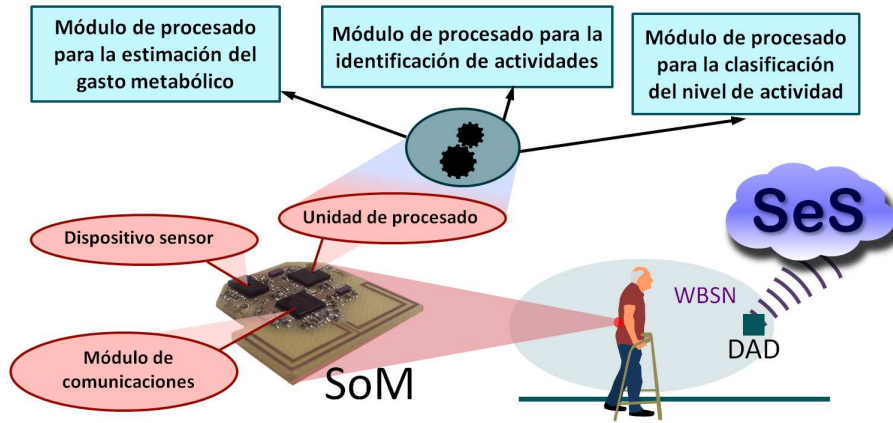 Módulo de procesado
para la estimación del
gasto metabólico
Módulo de procesado para la
identificación de actividades
Módulo de procesado
para la clasificación
del nivel de actividad
Unidad de procesado
Dispositivo sensor
Módulo de
comunicaciones
SoM
WBSN
DAD
SeS